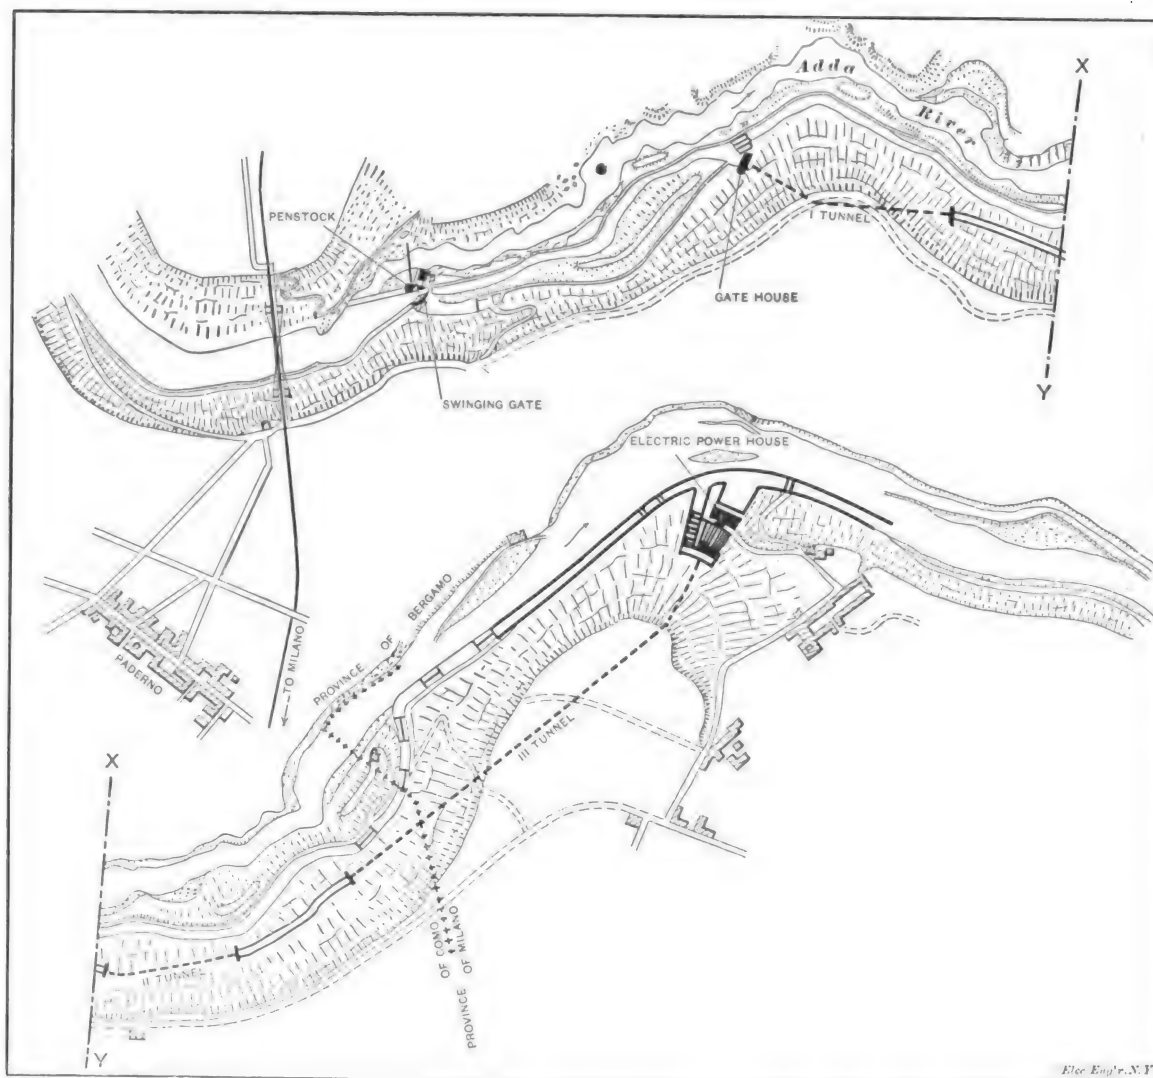 Adda
River
X
PENSTOCK
I TUNNEL
GATE HOUSE
SWINGING GATE
Y
ELECTRIC POWER HOUSE
PROVINCE OF BERGAMO
PADERNO
TO MILANO
III TUNNEL
X
II TUNNEL
OF COMO
PROVINCE OF MILANO
Y
Elec Eng'r. N.Y.